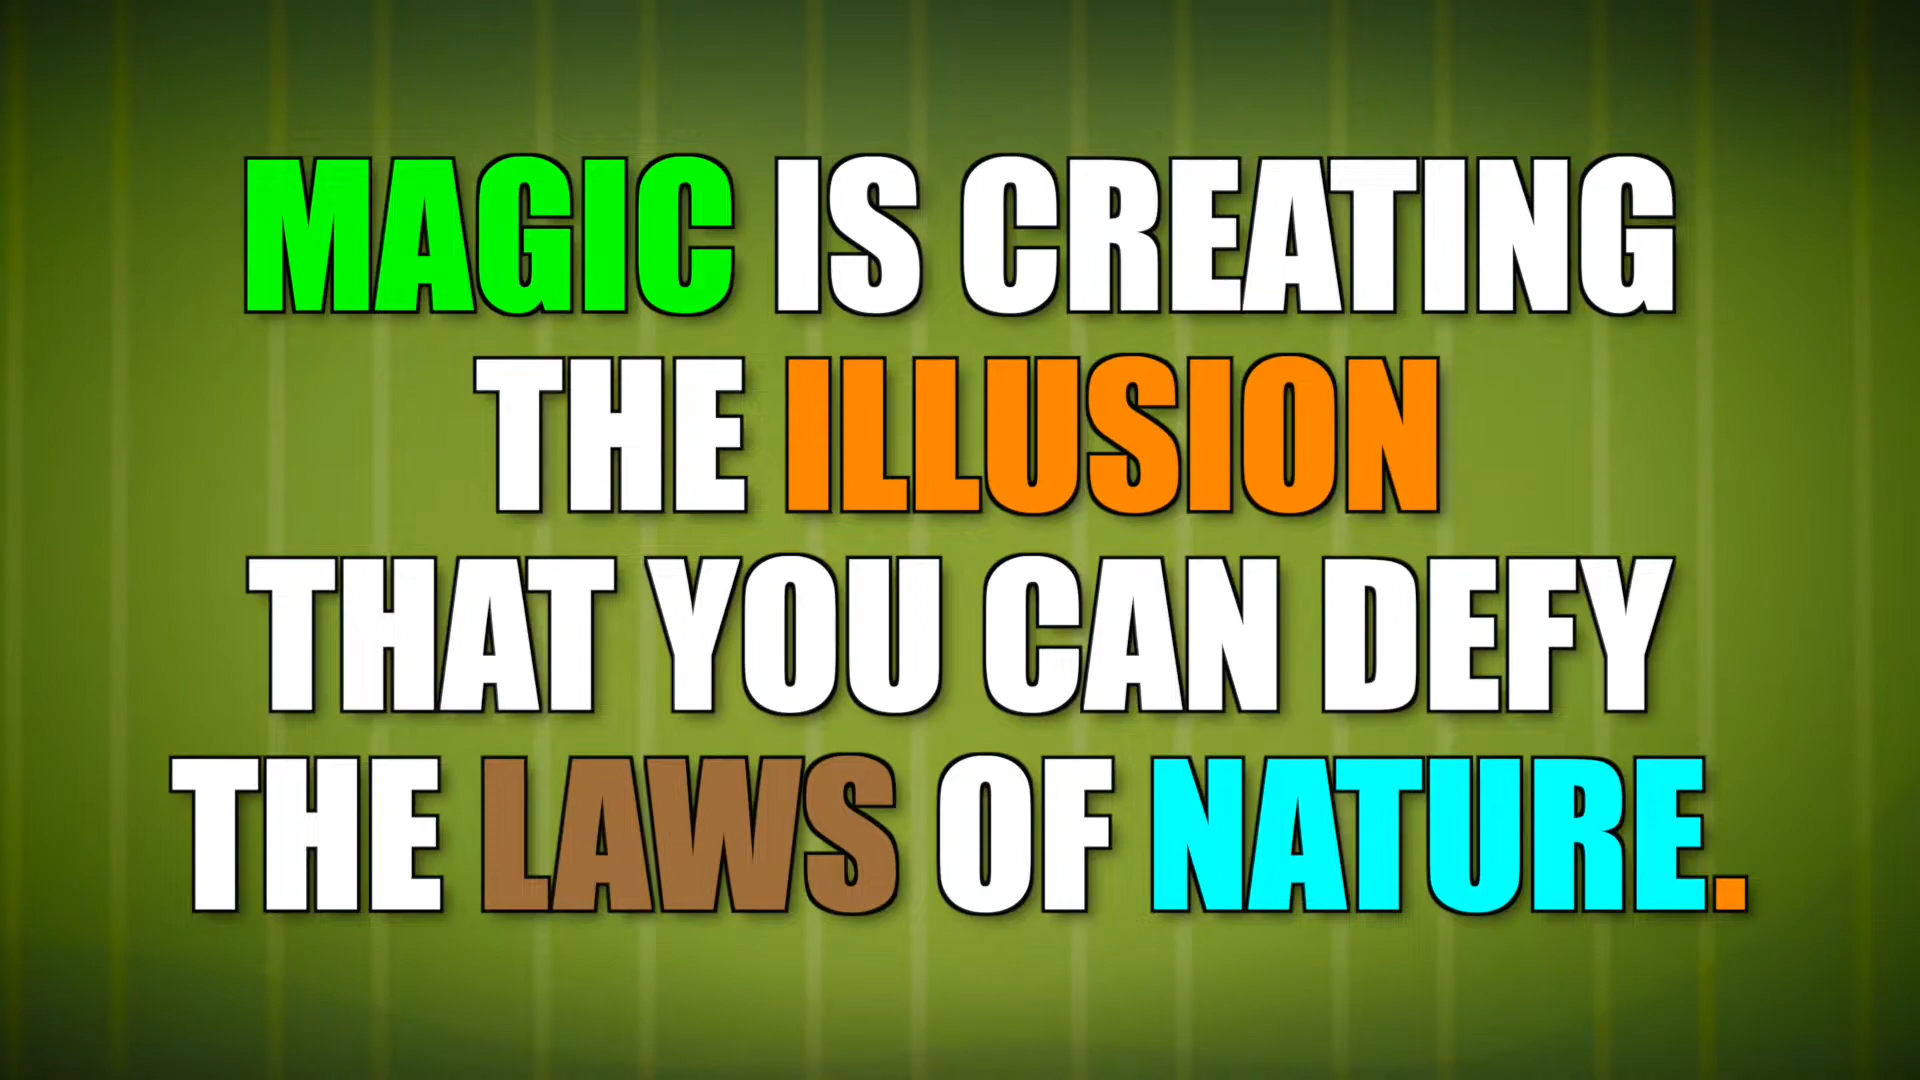 MAGIC IS CREATING
THE ILLUSION
THAT YOU CAN DEFY
THE LAWS OF NATURE.